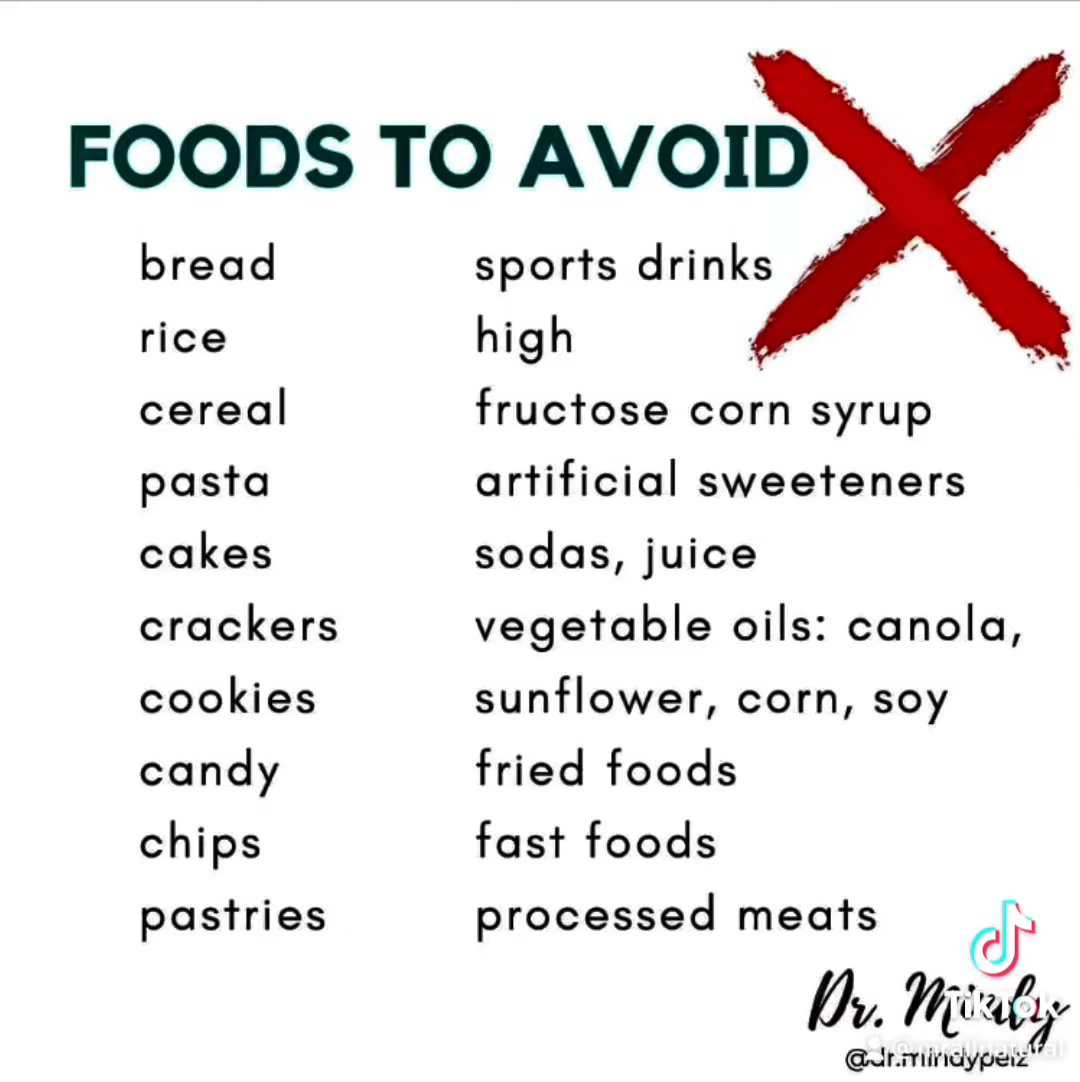 FOODS TO AVOID
bread
rice
cereal
pasta
cakes
crackers
cookies
candy
chips
pastries
sports drinks
high
fructose corn syrup
artificial sweeteners
sodas, juice
vegetable oils: canola,
sunflower, corn, soy
fried foods
fast foods
processed meats
Dr. Mindy
TikTok
@dr.mindypelz